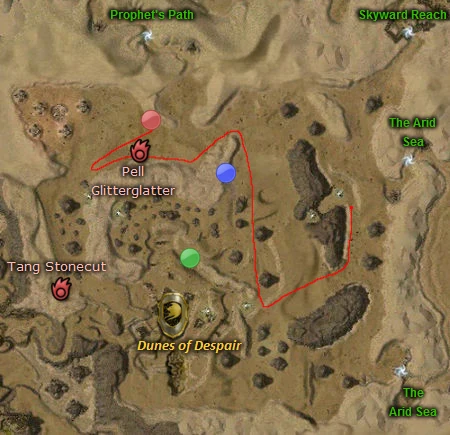 Prophet's Path
Skyward Reach
The Arid
Sea
Pell
Glitterglatter
Tang Stonecut
Dunes of Despair
The
Arid Sea